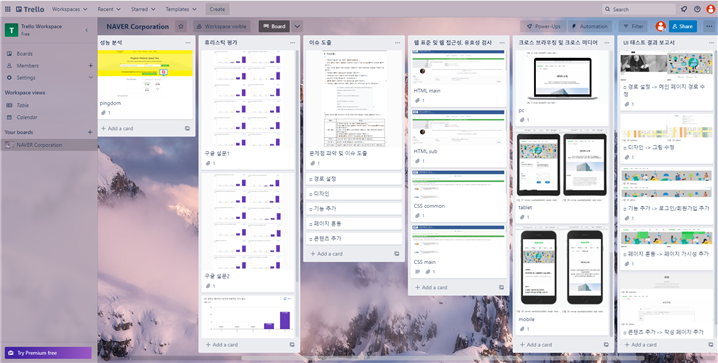 Trello
Workspaces
Recent
Starred
Templates
Create
Search
Trello Workspace
Free
NAVER Corporation
Workspace visible
Board
Power-Ups
Automation
Filter
Share
Boards
Members
Settings
Workspace views
Table
Calendar
Your boards
NAVER Corporation
Try Premium free
성능 분석
pingdom
1
+ Add a card
휴리스틱 평가
구글 설문1
1
구글 설문2
1
+ Add a card
이슈 도출
문제점 파악 및 이슈 도출
1
□ 경로 설정
□ 디자인
□ 기능 추가
□ 페이지 혼동
□ 콘텐츠 추가
+ Add a card
웹 표준 및 웹 접근성, 유효성 검사
HTML main
1
HTML sub
1
CSS common
1
CSS main
1
+ Add a card
크로스 브라우징 및 크로스 미디어
pc
1
tablet
1
mobile
+ Add a card
UI 테스트 결과 보고서
□ 경로 설정 -> 메인 페이지 경로 수
정
1
□ 디자인 -> 그림 수정
1
□ 기능 추가 -> 로그인/회원가입 추가
1
□ 페이지 혼동 -> 페이지 가시성 추가
1
□ 콘텐츠 추가 -> 작성 페이지 추가
+ Add a card